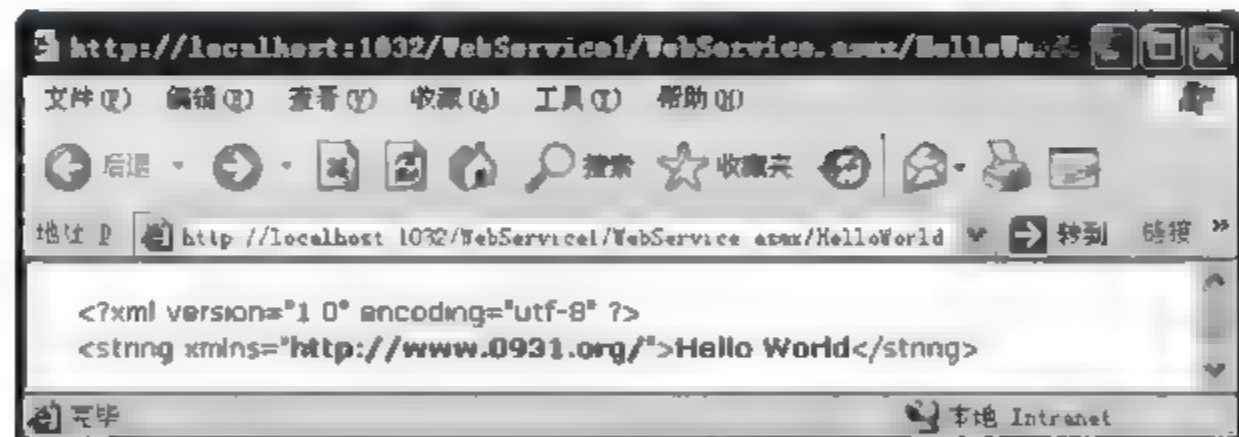 http://localhost:1032/WebService1/WebService.asmx/HelloWo...
文件(F) 编辑(E) 查看(V) 收藏(A) 工具(T) 帮助(H)
后退 搜索 收藏夹
地址 D http //localhost 1032/WebService1/WebService asmx/HelloWorld 转到 链接 »
<?xml version="1 0" encoding="utf-8" ?>
<string xmlns="http://www.0931.org/">Hello World</string>
完毕 本地 Intranet